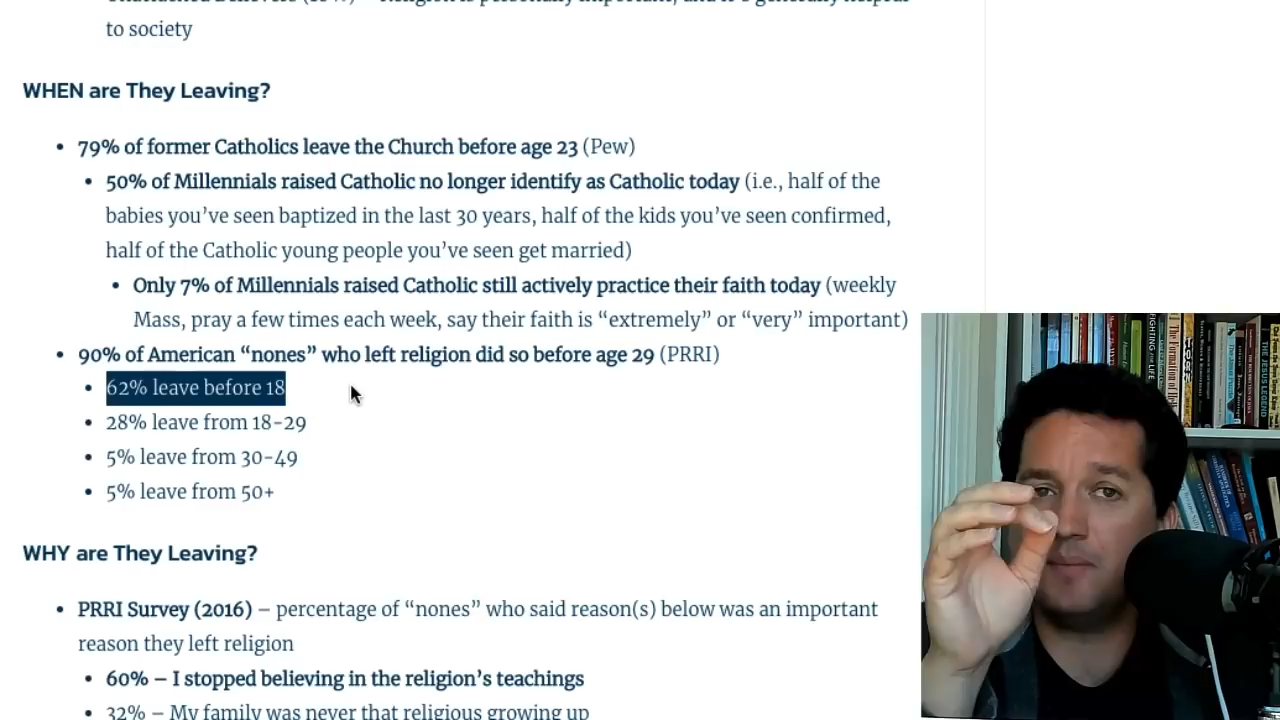 to society
WHEN are They Leaving?
• 79% of former Catholics leave the Church before age 23 (Pew)
• 50% of Millennials raised Catholic no longer identify as Catholic today (i.e., half of the
babies you’ve seen baptized in the last 30 years, half of the kids you’ve seen confirmed,
half of the Catholic young people you’ve seen get married)
• Only 7% of Millennials raised Catholic still actively practice their faith today (weekly
Mass, pray a few times each week, say their faith is “extremely” or “very” important)
• 90% of American “nones” who left religion did so before age 29 (PRRI)
• 62% leave before 18
• 28% leave from 18-29
• 5% leave from 30-49
• 5% leave from 50+
WHY are They Leaving?
• PRRI Survey (2016) – percentage of “nones” who said reason(s) below was an important
reason they left religion
• 60% – I stopped believing in the religion’s teachings
• 32% – My family was never that religious growing up
FIGHTING FOR LIFE
THE JESUS LEGEND